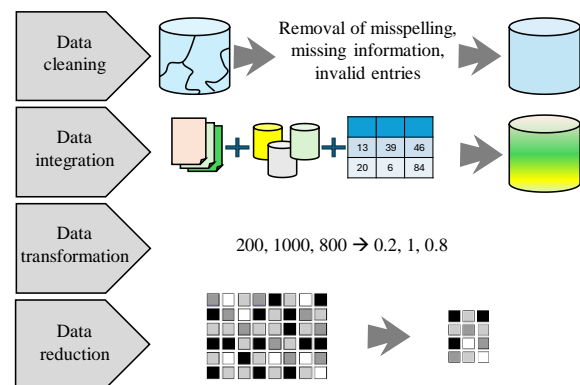 Data
cleaning
Removal of misspelling,
missing information,
invalid entries
Data
integration
13 39 46
20 6 84
Data
transformation
200, 1000, 800 → 0.2, 1, 0.8
Data
reduction